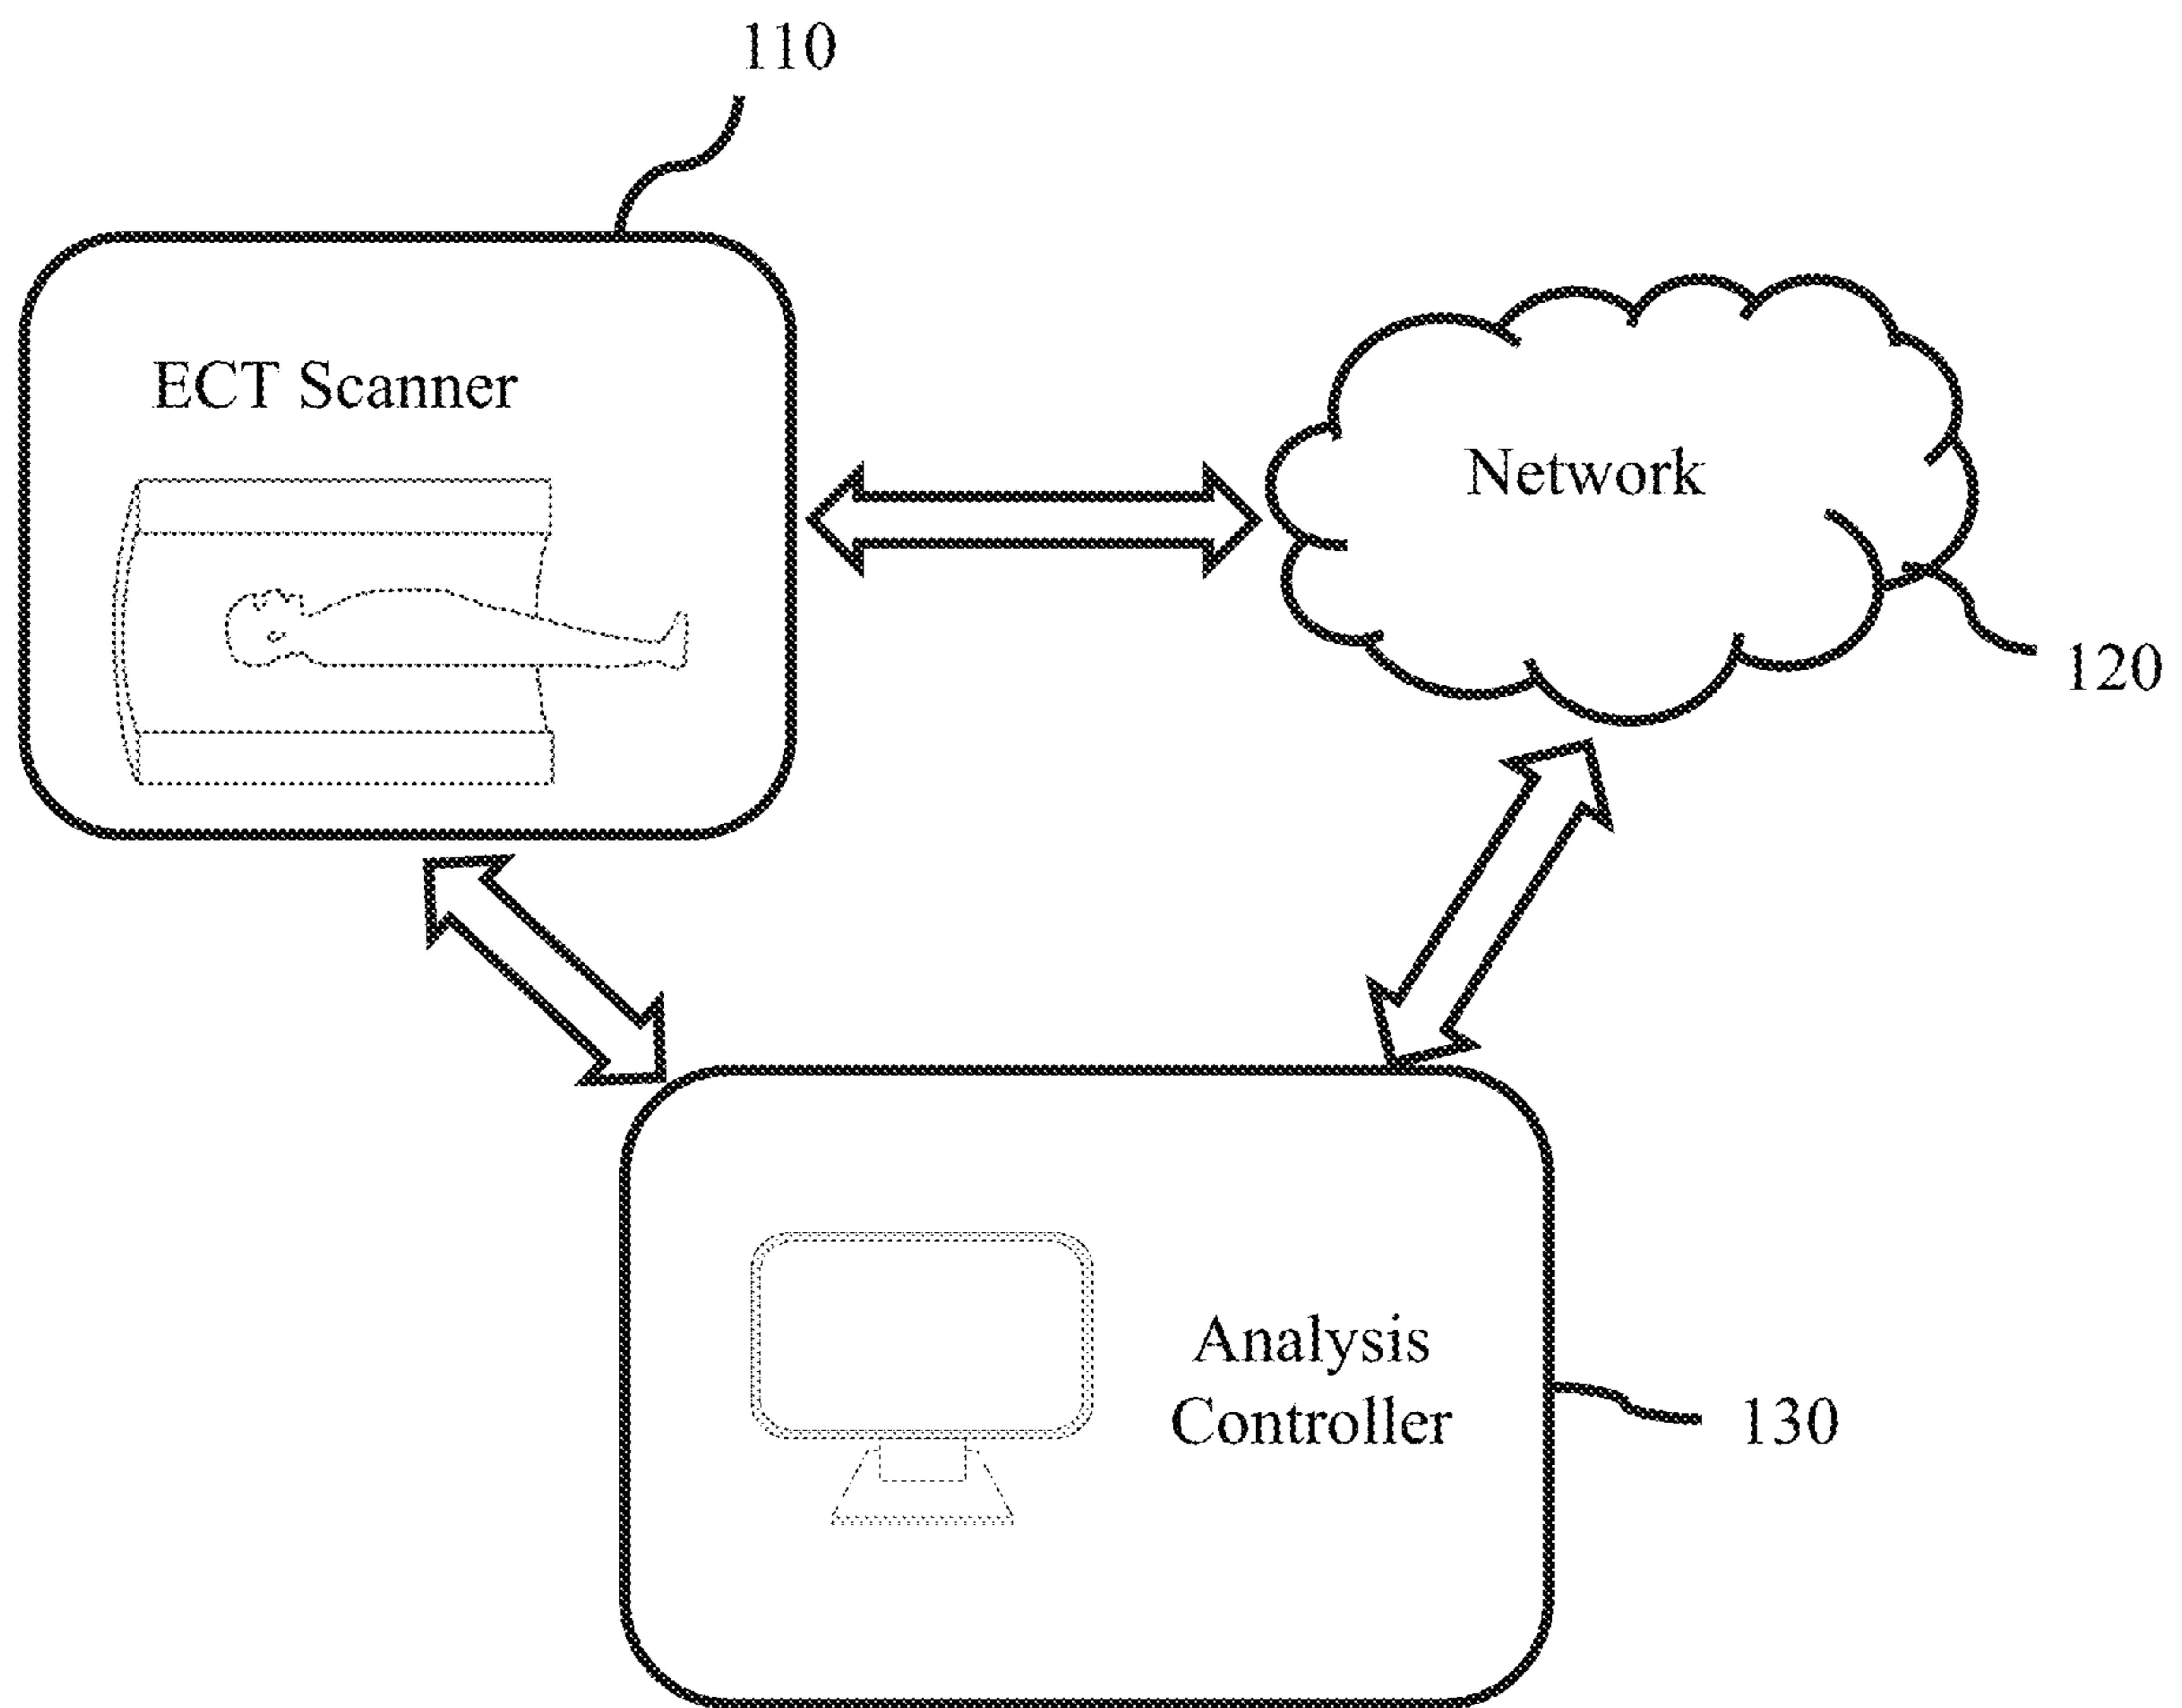 110
ECT Scanner
Network
120
Analysis
Controller
130